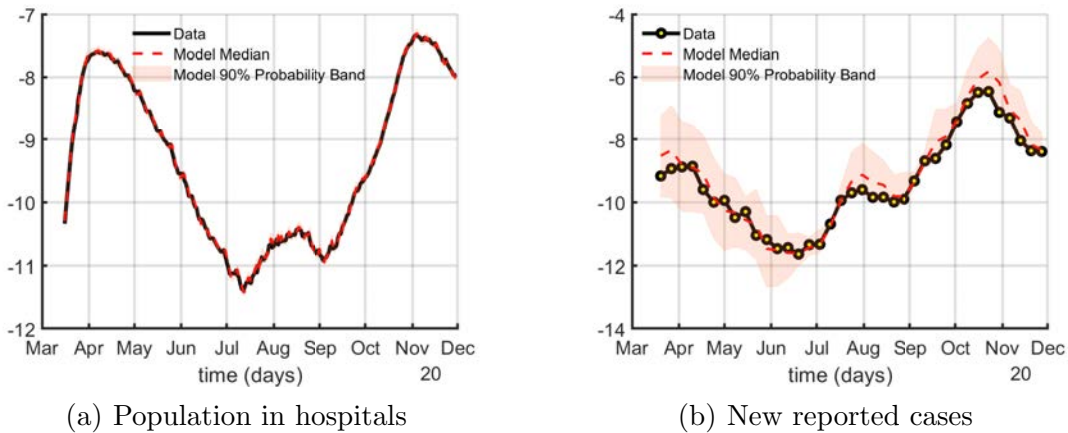 -7
-8
-9
-10
-11
-12
Data
Model Median
Model 90% Probability Band
Mar Apr May Jun Jul Aug Sep Oct Nov Dec
time (days)
20
(a) Population in hospitals
-4
-6
-8
-10
-12
-14
Data
Model Median
Model 90% Probability Band
Mar Apr May Jun Jul Aug Sep Oct Nov Dec
time (days)
20
(b) New reported cases